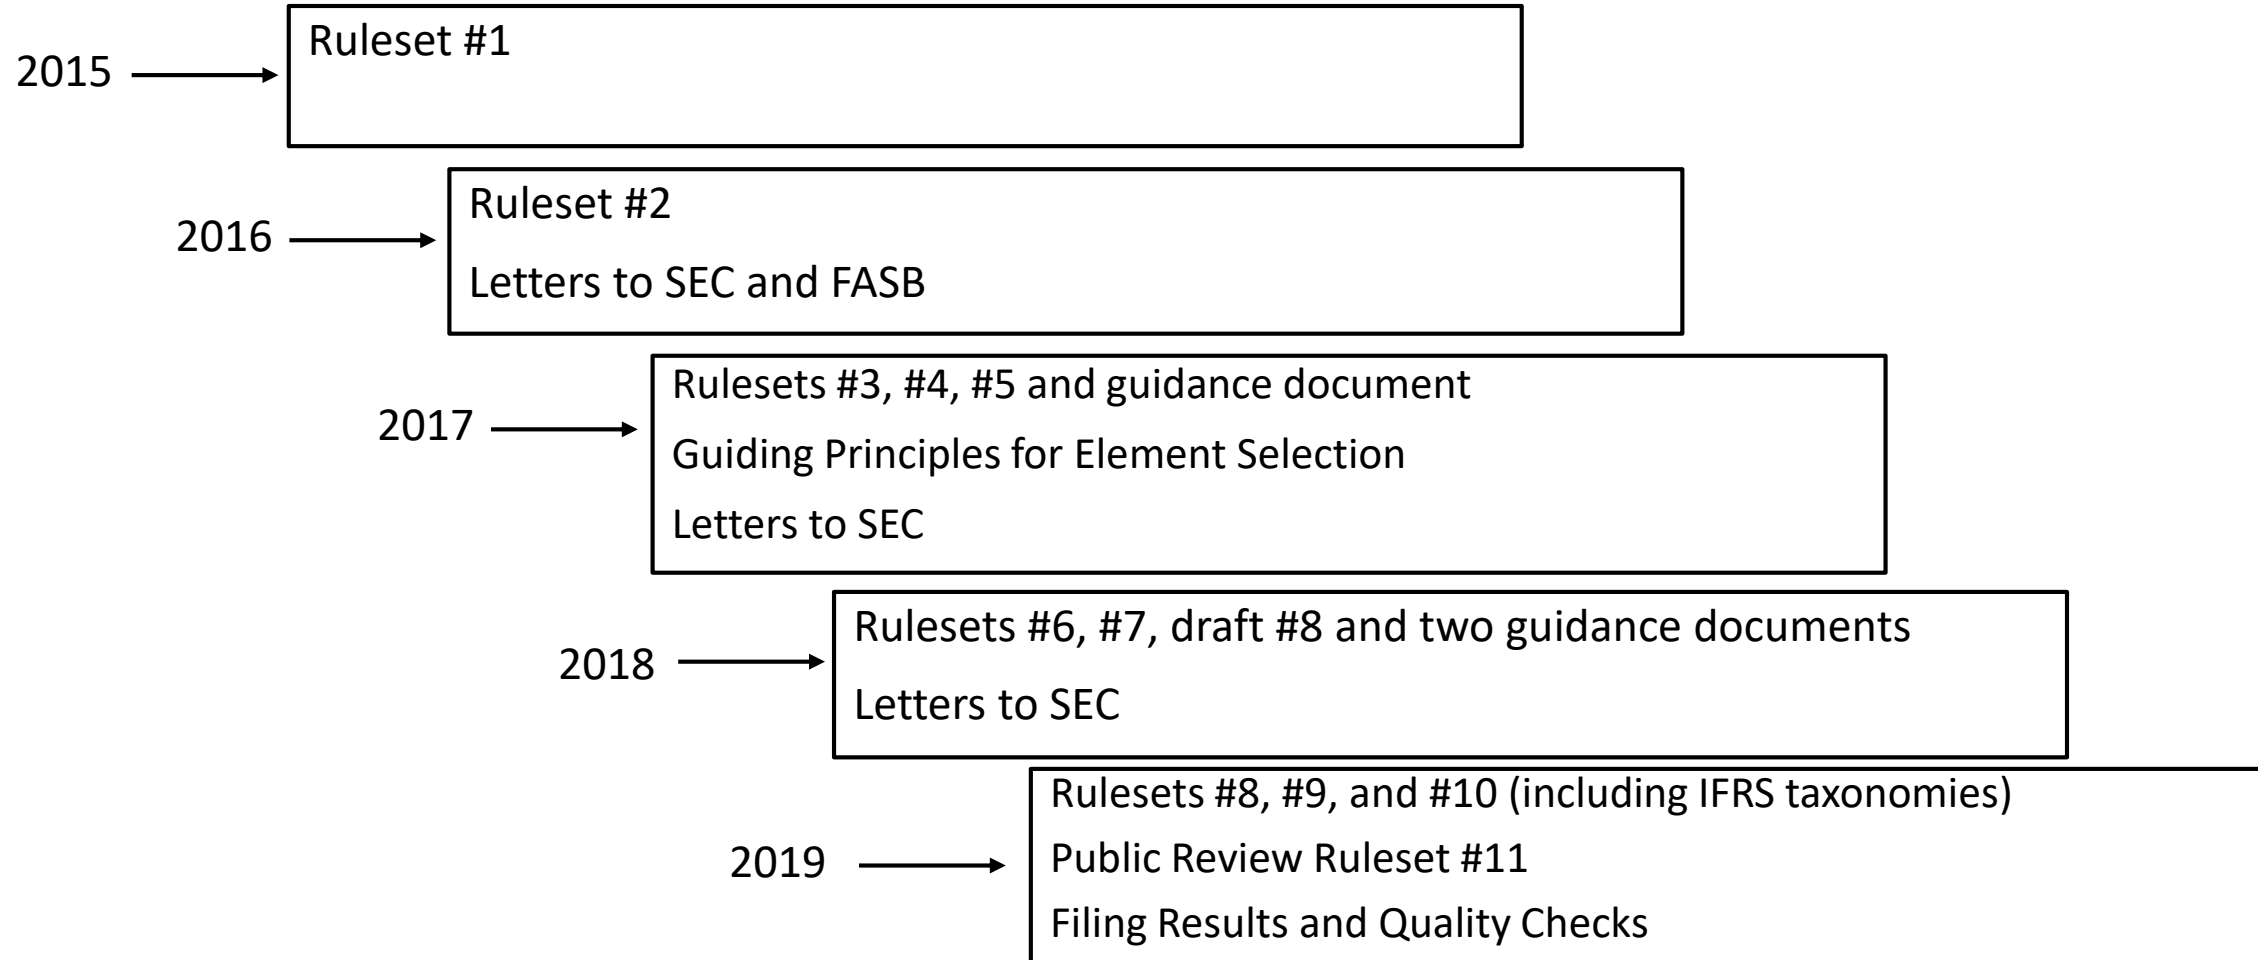 2015
Ruleset #1
2016
Ruleset #2
Letters to SEC and FASB
2017
Rulesets #3, #4, #5 and guidance document
Guiding Principles for Element Selection
Letters to SEC
2018
Rulesets #6, #7, draft #8 and two guidance documents
Letters to SEC
2019
Rulesets #8, #9, and #10 (including IFRS taxonomies)
Public Review Ruleset #11
Filing Results and Quality Checks